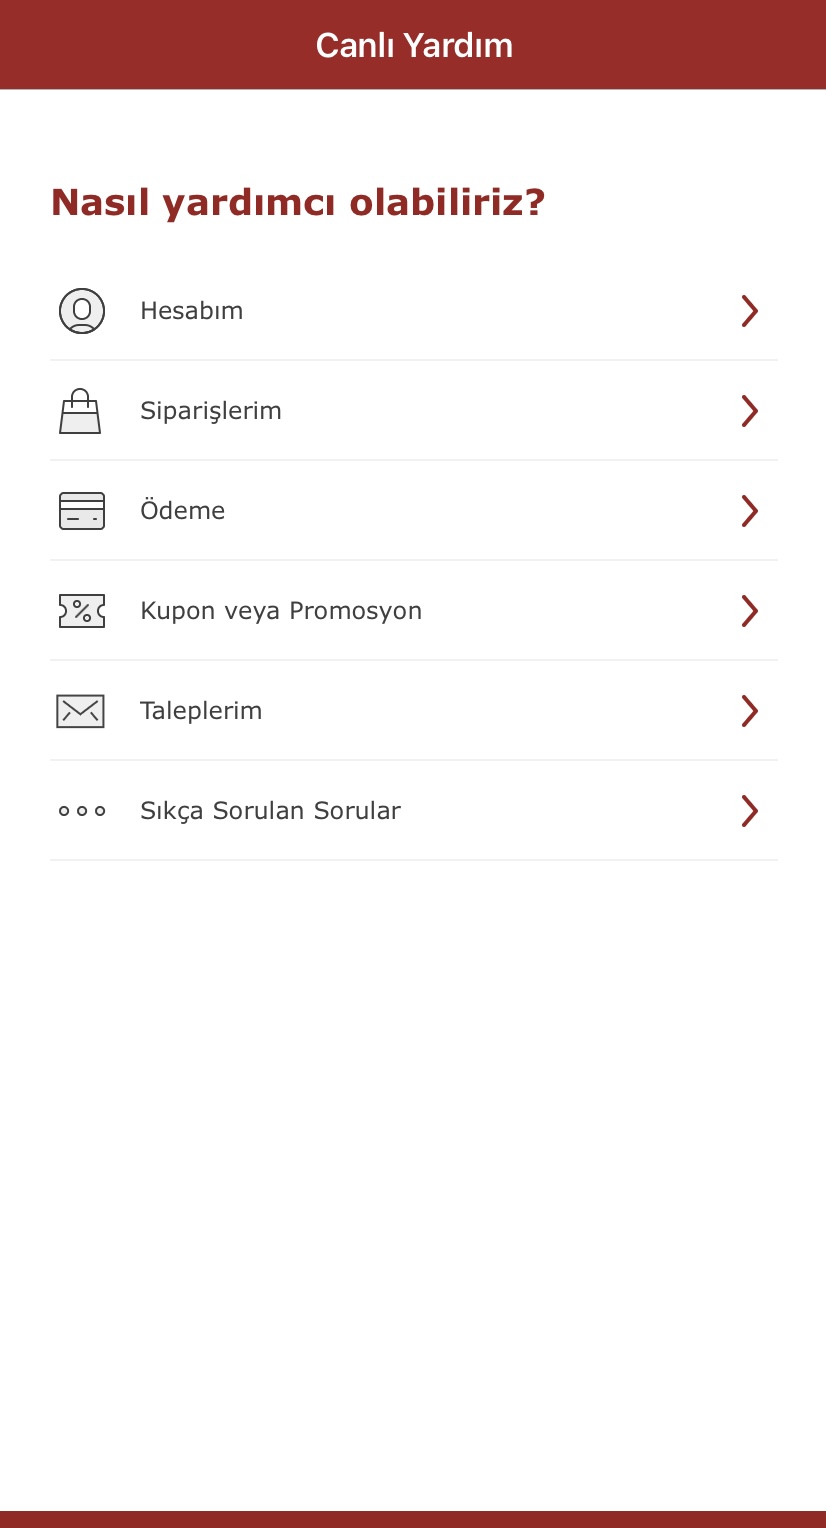 Canlı Yardım
Nasıl yardımcı olabiliriz?
Hesabım
Siparişlerim
Ödeme
Kupon veya Promosyon
Taleplerim
Sıkça Sorulan Sorular